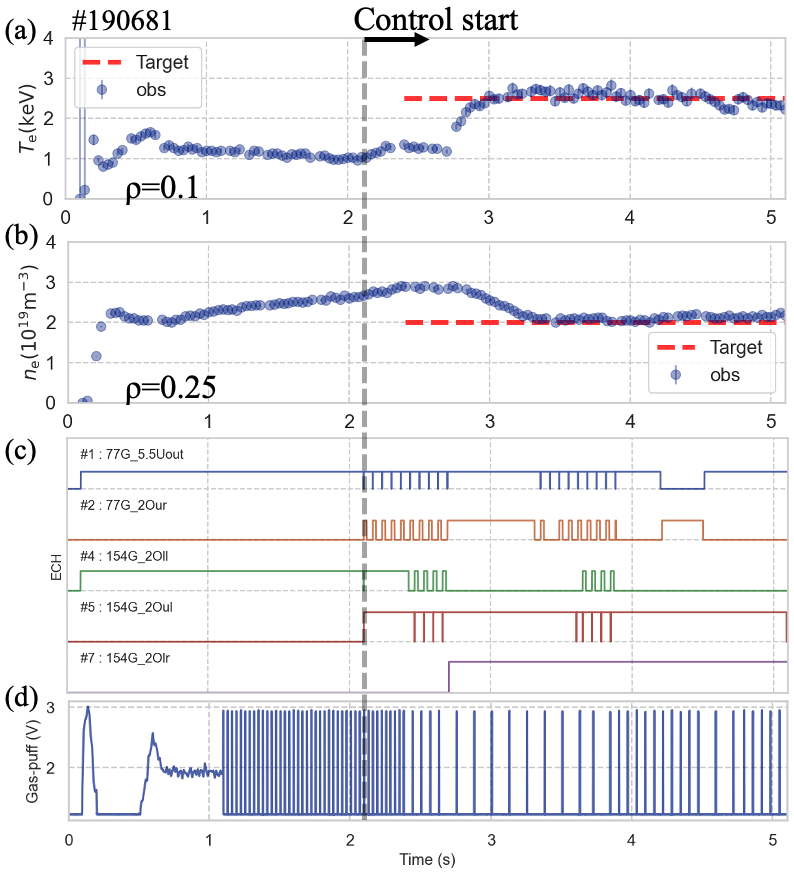 (a)
#190681
Control start
4
3
2
1
0
Te(keV)
Target
obs
ρ=0.1
0
1
2
3
4
5
(b)
4
3
2
1
0
ne(10^19m^−3)
ρ=0.25
Target
obs
0
1
2
3
4
5
(c)
ECH
#1 : 77G_5.5Uout
#2 : 77G_2Our
#4 : 154G_2Oll
#5 : 154G_2Oul
#7 : 154G_2Olr
(d)
3
2
Gas-puff (V)
0
1
2
3
4
5
Time (s)